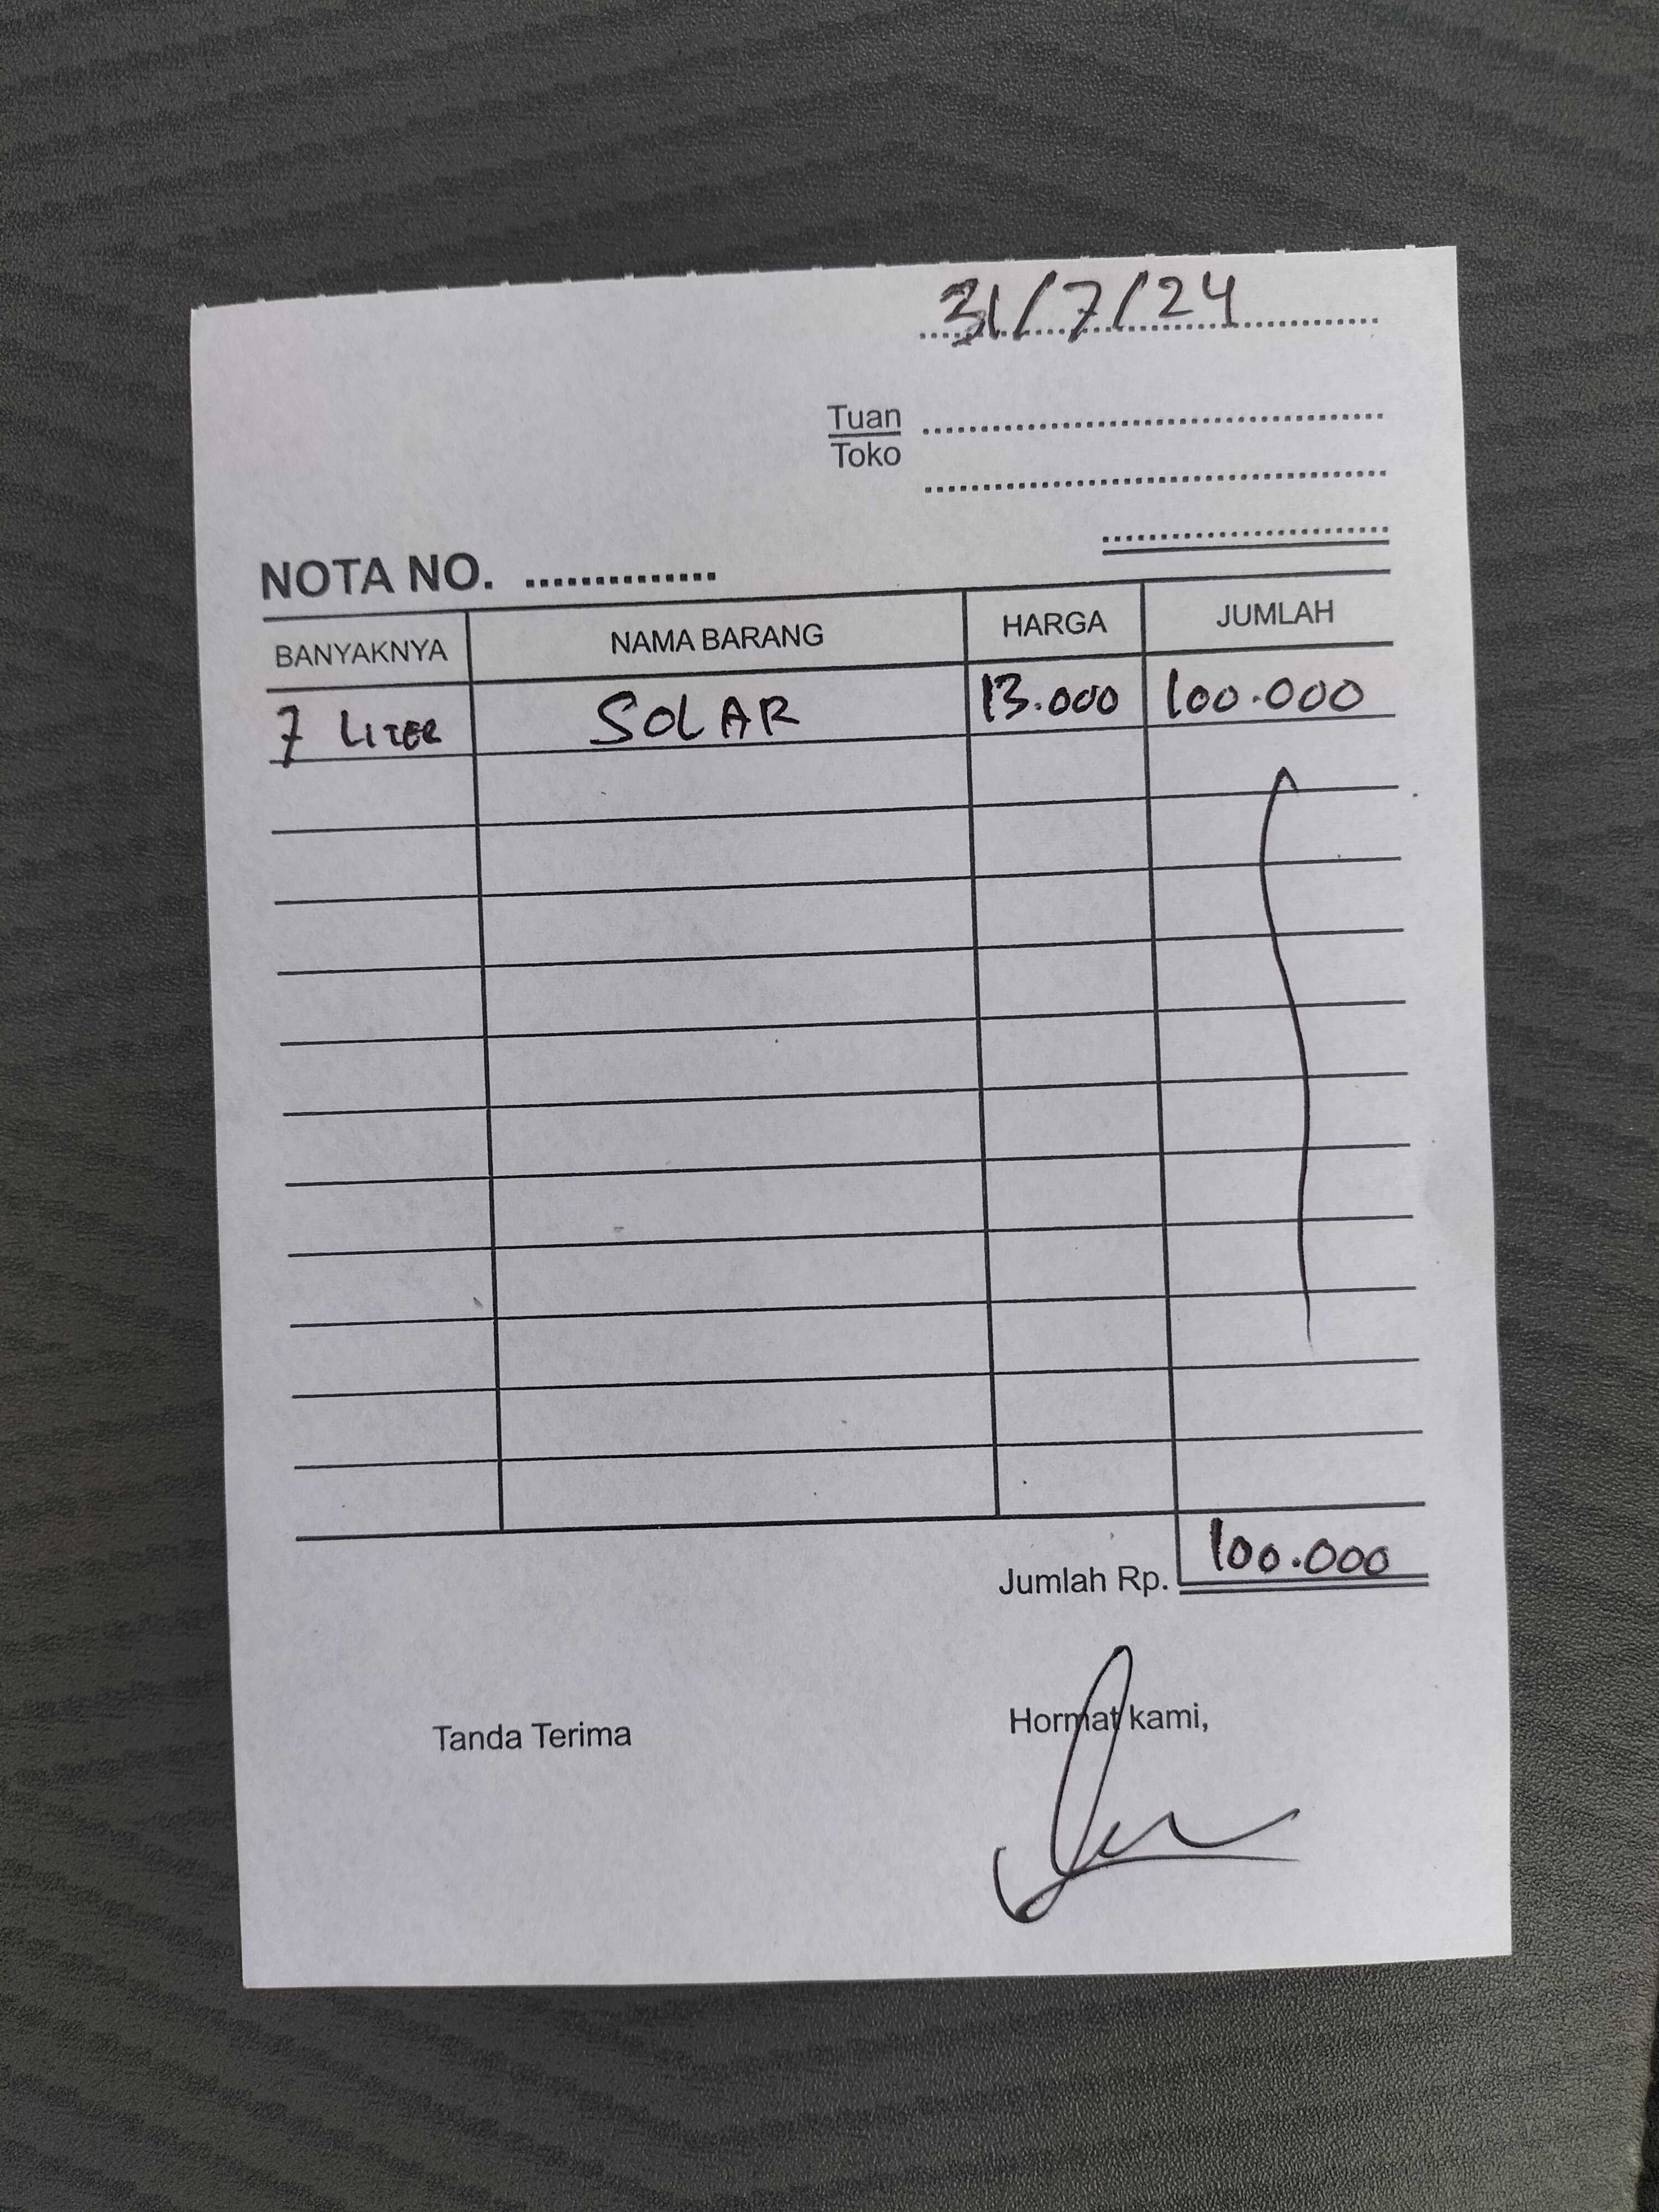 31/7/24
Tuan
Toko
NOTA NO. ..............
BANYAKNYA NAMA BARANG HARGA JUMLAH
7 LITER SOLAR 13.000 100.000
Jumlah Rp. 100.000
Tanda Terima Hormat kami,